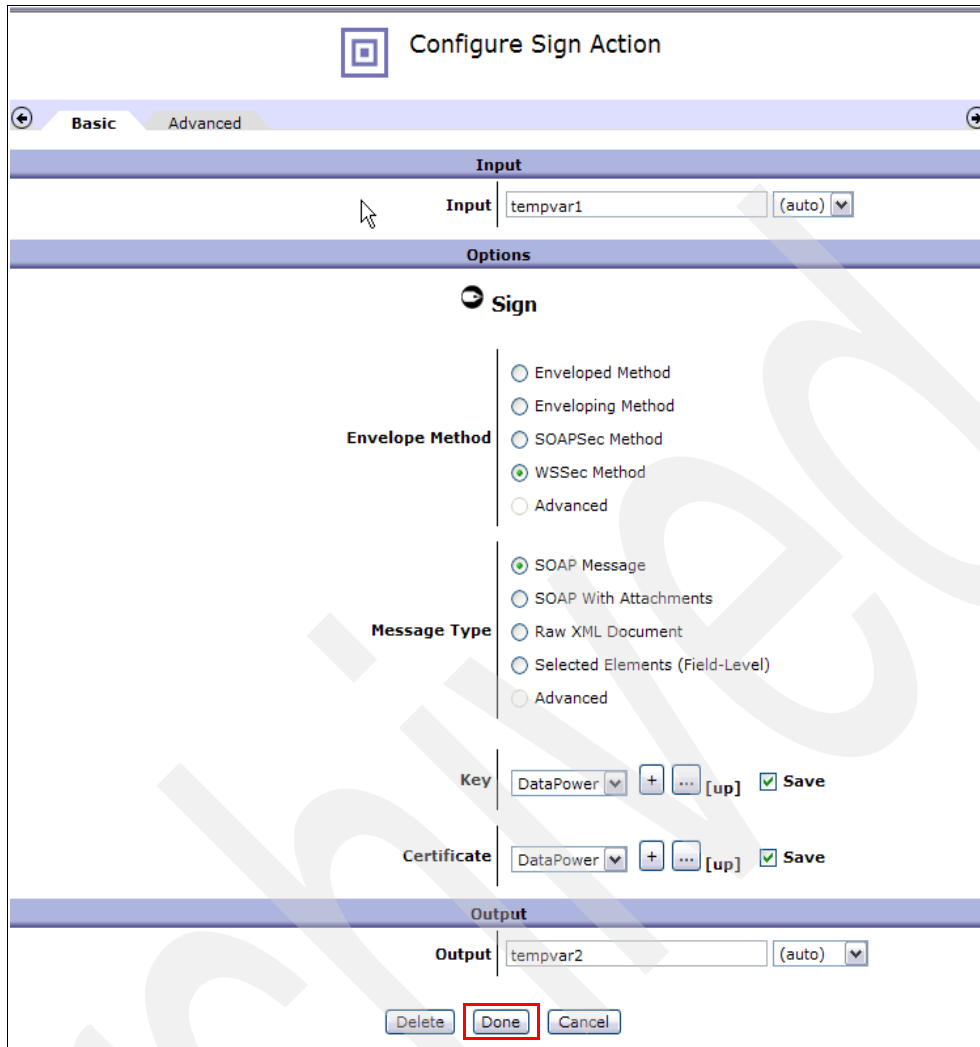 Configure Sign Action
Basic Advanced
Input
Input tempvar1 (auto)
Options
Sign
Envelope Method
Enveloped Method
Enveloping Method
SOAPSec Method
WSSec Method
Advanced
Message Type
SOAP Message
SOAP With Attachments
Raw XML Document
Selected Elements (Field-Level)
Advanced
Key DataPower + ... [up] Save
Certificate DataPower + ... [up] Save
Output
Output tempvar2 (auto)
Delete Done Cancel